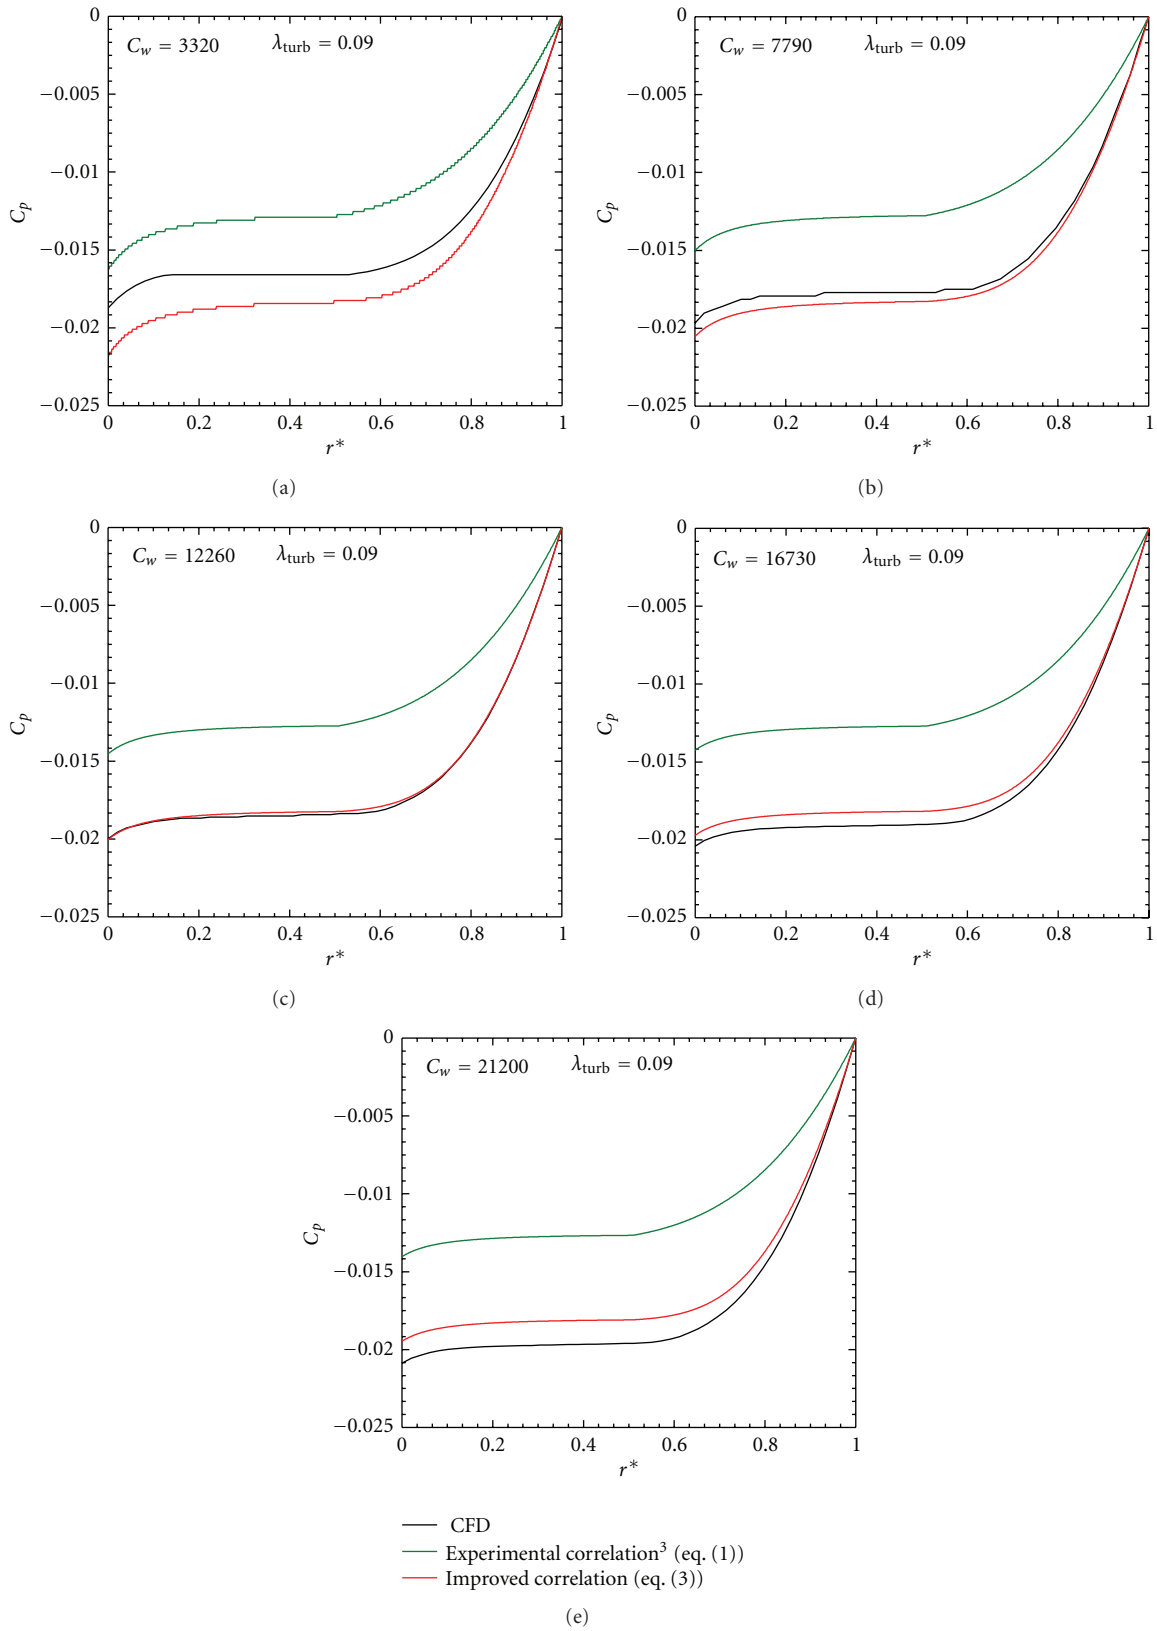 C_w = 3320 λ_turb = 0.09
0
−0.005
−0.01
−0.015
−0.02
−0.025
C_p
0 0.2 0.4 0.6 0.8 1
r*
(a)
C_w = 7790 λ_turb = 0.09
0
−0.005
−0.01
−0.015
−0.02
−0.025
C_p
0 0.2 0.4 0.6 0.8 1
r*
(b)
C_w = 12260 λ_turb = 0.09
0
−0.005
−0.01
−0.015
−0.02
−0.025
C_p
0 0.2 0.4 0.6 0.8 1
r*
(c)
C_w = 16730 λ_turb = 0.09
0
−0.005
−0.01
−0.015
−0.02
−0.025
C_p
0 0.2 0.4 0.6 0.8 1
r*
(d)
C_w = 21200 λ_turb = 0.09
0
−0.005
−0.01
−0.015
−0.02
−0.025
C_p
0 0.2 0.4 0.6 0.8 1
r*
CFD
Experimental correlation³ (eq. (1))
Improved correlation (eq. (3))
(e)